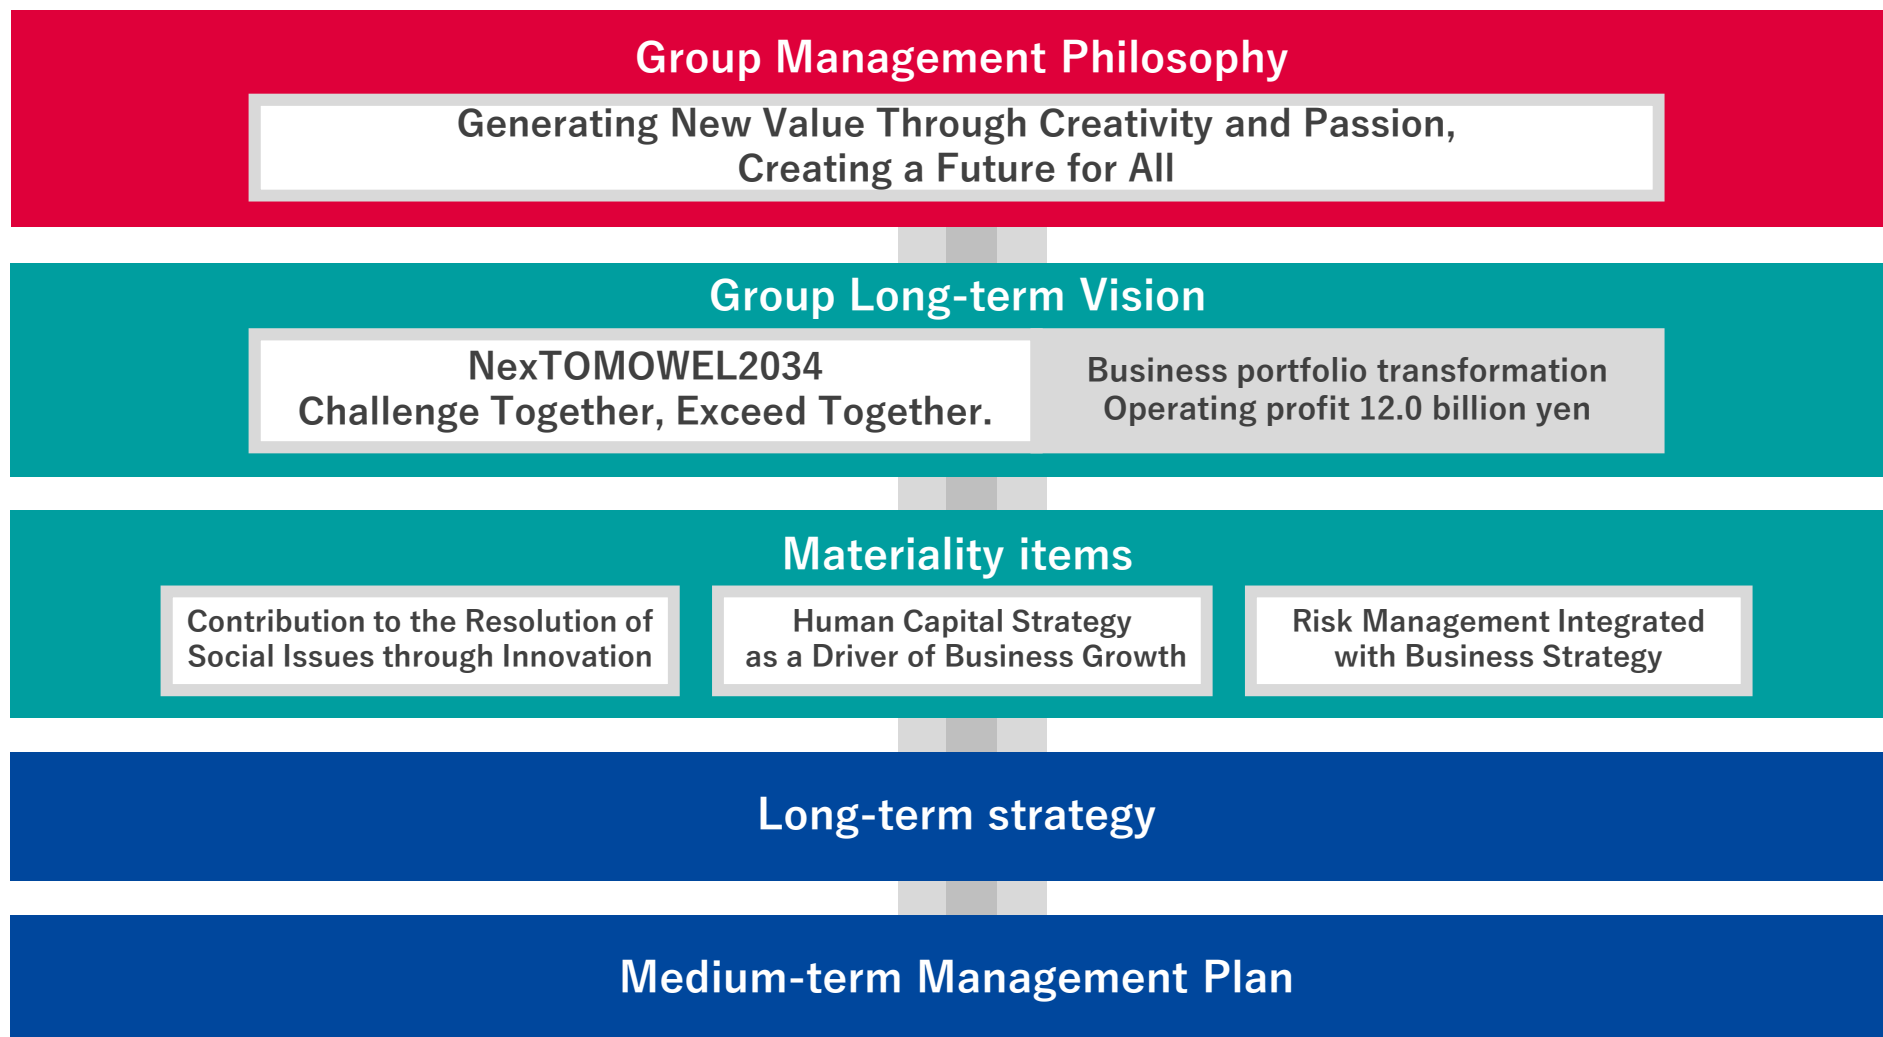 Group Management Philosophy
Generating New Value Through Creativity and Passion,
Creating a Future for All
Group Long-term Vision
NexTOMOWEL2034
Challenge Together, Exceed Together.
Business portfolio transformation
Operating profit 12.0 billion yen
Materiality items
Contribution to the Resolution of
Social Issues through Innovation
Human Capital Strategy
as a Driver of Business Growth
Risk Management Integrated
with Business Strategy
Long-term strategy
Medium-term Management Plan